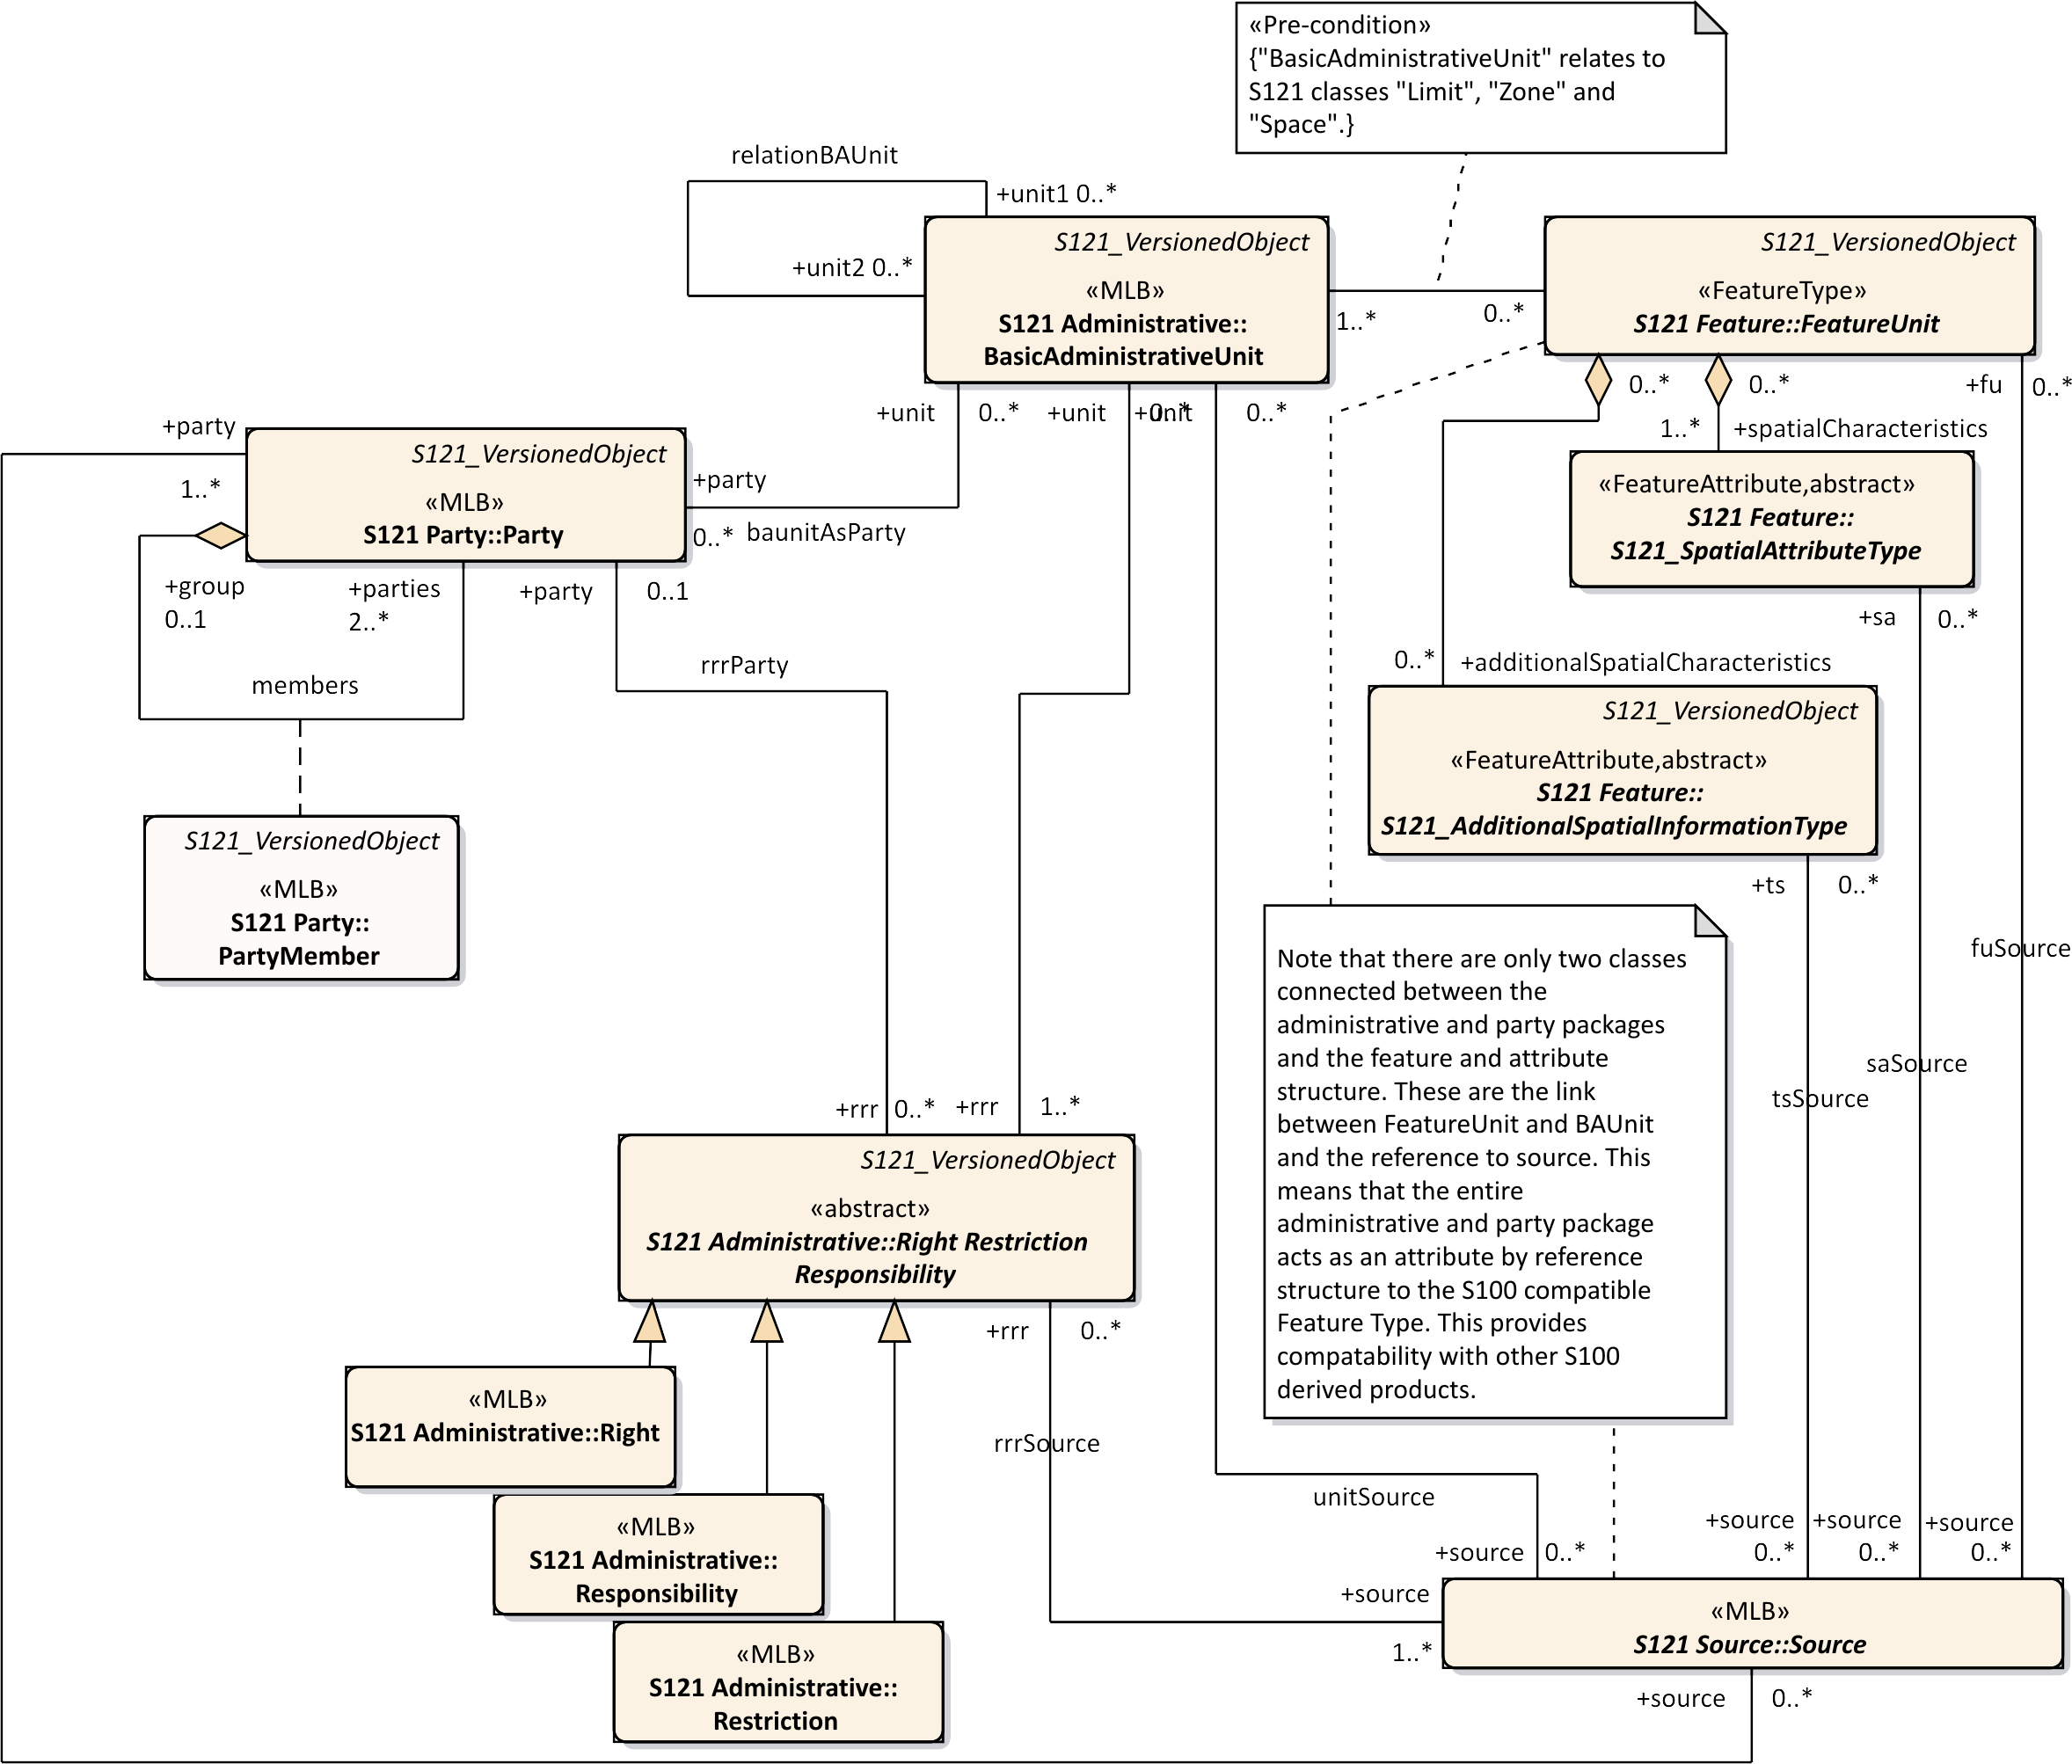 «Pre-condition»
{"BasicAdministrativeUnit" relates to
S121 classes "Limit", "Zone" and
"Space".}
relationBAUnit
+unit1 0..*
+unit2 0..*
S121_VersionedObject
«MLB»
S121 Administrative::
BasicAdministrativeUnit
1..*
0..*
S121_VersionedObject
«FeatureType»
S121 Feature::FeatureUnit
0..*
0..*
+fu
0..*
1..*
+spatialCharacteristics
+unit
0..*
+unit
0..*
+unit
0..*
+party
1..*
S121_VersionedObject
«MLB»
S121 Party::Party
+party
0..*
baunitAsParty
«FeatureAttribute,abstract»
S121 Feature::
S121_SpatialAttributeType
+group
0..1
+parties
2..*
+party
0..1
members
rrrParty
+sa
0..*
0..*
+additionalSpatialCharacteristics
S121_VersionedObject
«FeatureAttribute,abstract»
S121 Feature::
S121_AdditionalSpatialInformationType
S121_VersionedObject
«MLB»
S121 Party::
PartyMember
+ts
0..*
fuSource
saSource
tsSource
Note that there are only two classes
connected between the
administrative and party packages
and the feature and attribute
structure. These are the link
between FeatureUnit and BAUnit
and the reference to source. This
means that the entire
administrative and party package
acts as an attribute by reference
structure to the S100 compatible
Feature Type. This provides
compatability with other S100
derived products.
+rrr
0..*
+rrr
1..*
S121_VersionedObject
«abstract»
S121 Administrative::Right Restriction
Responsibility
+rrr
0..*
«MLB»
S121 Administrative::Right
rrrSource
unitSource
«MLB»
S121 Administrative::
Responsibility
+source
0..*
+source
0..*
+source
0..*
+source
0..*
+source
1..*
«MLB»
S121 Source::Source
«MLB»
S121 Administrative::
Restriction
+source
0..*